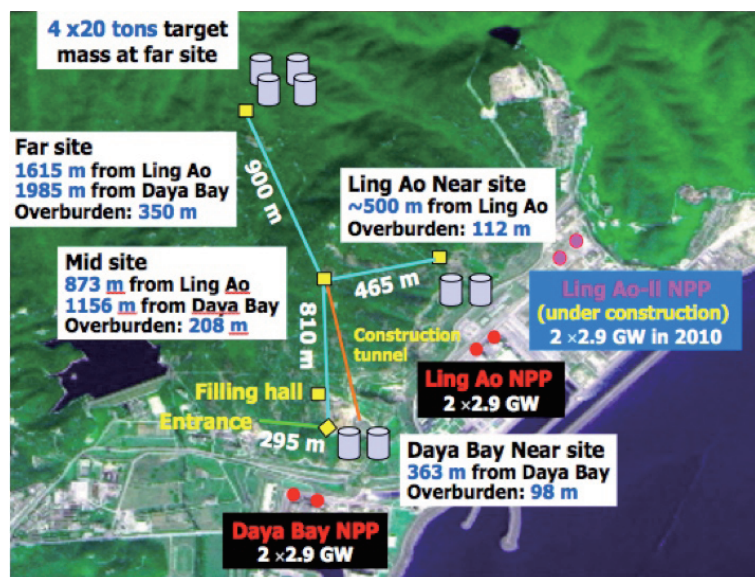 4 x20 tons target
mass at far site
Far site
1615 m from Ling Ao
1985 m from Daya Bay
Overburden: 350 m
900 m
Ling Ao Near site
~500 m from Ling Ao
Overburden: 112 m
Mid site
873 m from Ling Ao
1156 m from Daya Bay
Overburden: 208 m
465 m
Ling Ao-II NPP
(under construction)
2 ×2.9 GW in 2010
810 m
Construction
tunnel
Ling Ao NPP
2 ×2.9 GW
Filling hall
Entrance
295 m
Daya Bay Near site
363 m from Daya Bay
Overburden: 98 m
Daya Bay NPP
2 ×2.9 GW